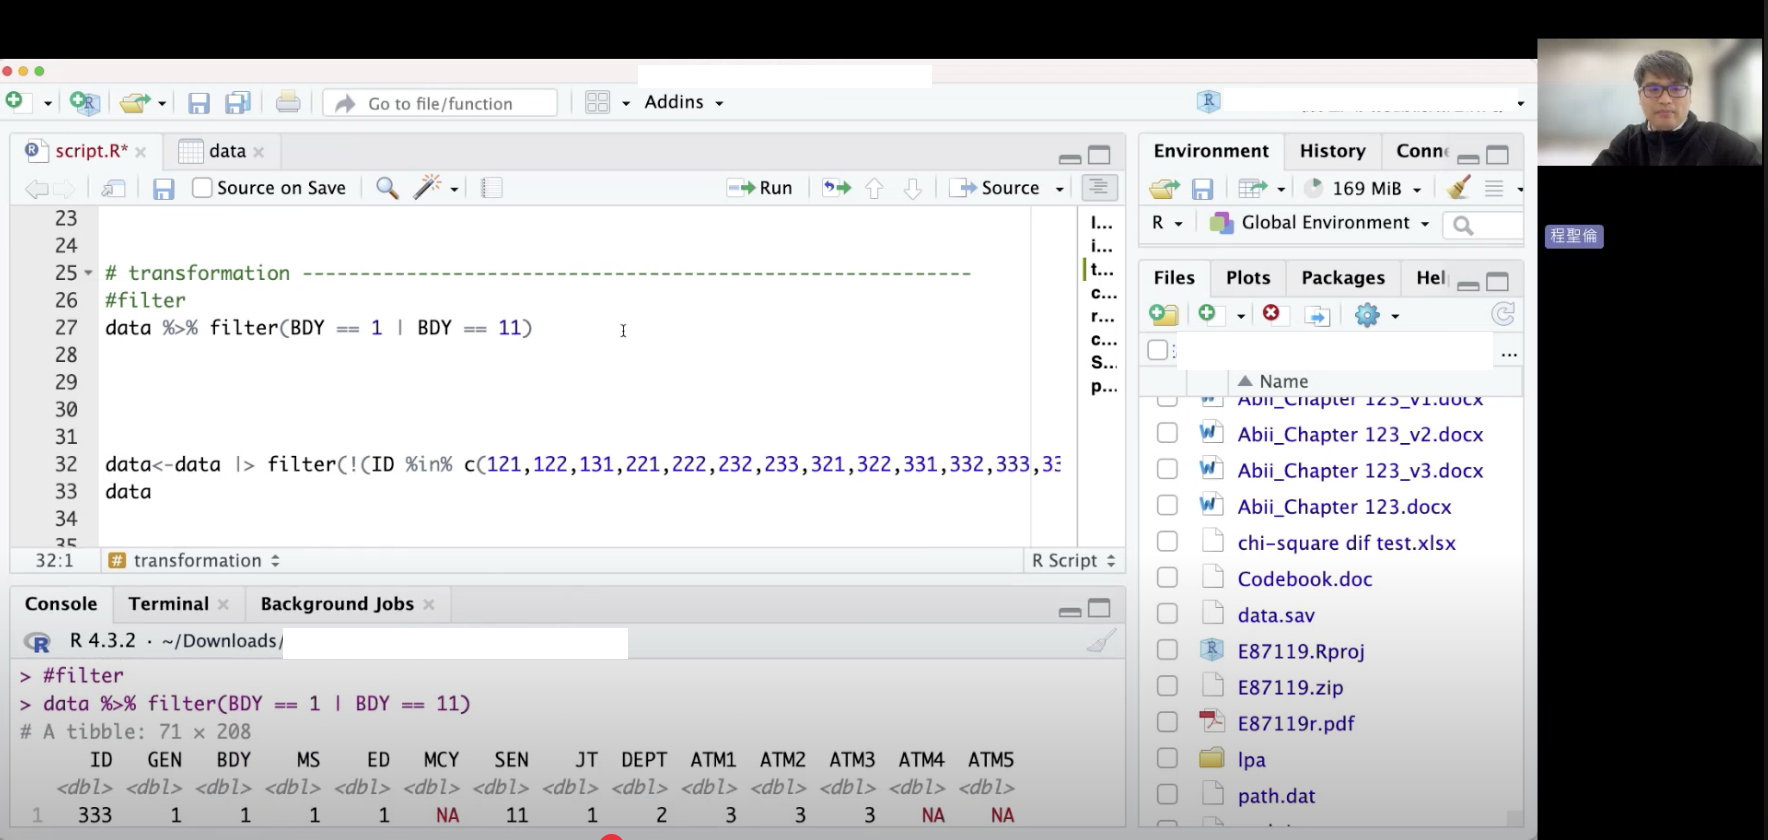 Go to file/function
Addins
script.R*
data
Source on Save
Run
Source
23
24
25 # transformation ----------------------------------------------------------
26 #filter
27 data %>% filter(BDY == 1 | BDY == 11)
28
29
30
31
32 data<-data |> filter(!(ID %in% c(121,122,131,221,222,232,233,321,322,331,332,333,33
33 data
34
35
l...
i...
t...
c...
r...
c...
S...
p...
32:1 # transformation R Script
Console Terminal Background Jobs
R 4.3.2 · ~/Downloads/
> #filter
> data %>% filter(BDY == 1 | BDY == 11)
# A tibble: 71 × 208
ID GEN BDY MS ED MCY SEN JT DEPT ATM1 ATM2 ATM3 ATM4 ATM5
<dbl> <dbl> <dbl> <dbl> <dbl> <dbl> <dbl> <dbl> <dbl> <dbl> <dbl> <dbl> <dbl> <dbl>
1 333 1 1 1 1 NA 11 1 2 3 3 3 NA NA
Environment History Conne
169 MiB
R Global Environment
Files Plots Packages Hel
...
Name
Abii_Chapter 123_v1.docx
Abii_Chapter 123_v2.docx
Abii_Chapter 123_v3.docx
Abii_Chapter 123.docx
chi-square dif test.xlsx
Codebook.doc
data.sav
E87119.Rproj
E87119.zip
E87119r.pdf
lpa
path.dat
程聖倫